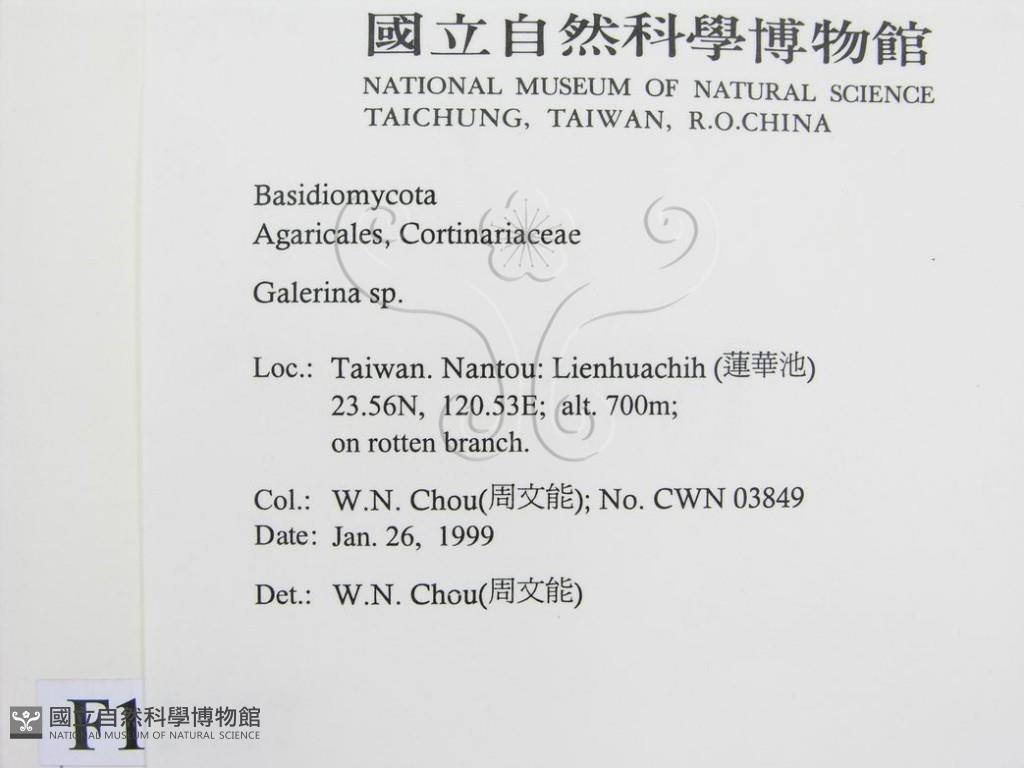 國立自然科學博物館
NATIONAL MUSEUM OF NATURAL SCIENCE
TAICHUNG, TAIWAN, R.O.CHINA
Basidiomycota
Agaricales, Cortinariaceae
Galerina sp.
Loc.: Taiwan. Nantou: Lienhuachih (蓮華池)
23.56N, 120.53E; alt. 700m;
on rotten branch.
Col.: W.N. Chou(周文能); No. CWN 03849
Date: Jan. 26, 1999
Det.: W.N. Chou(周文能)
F1
國立自然科學博物館
NATIONAL MUSEUM OF NATURAL SCIENCE